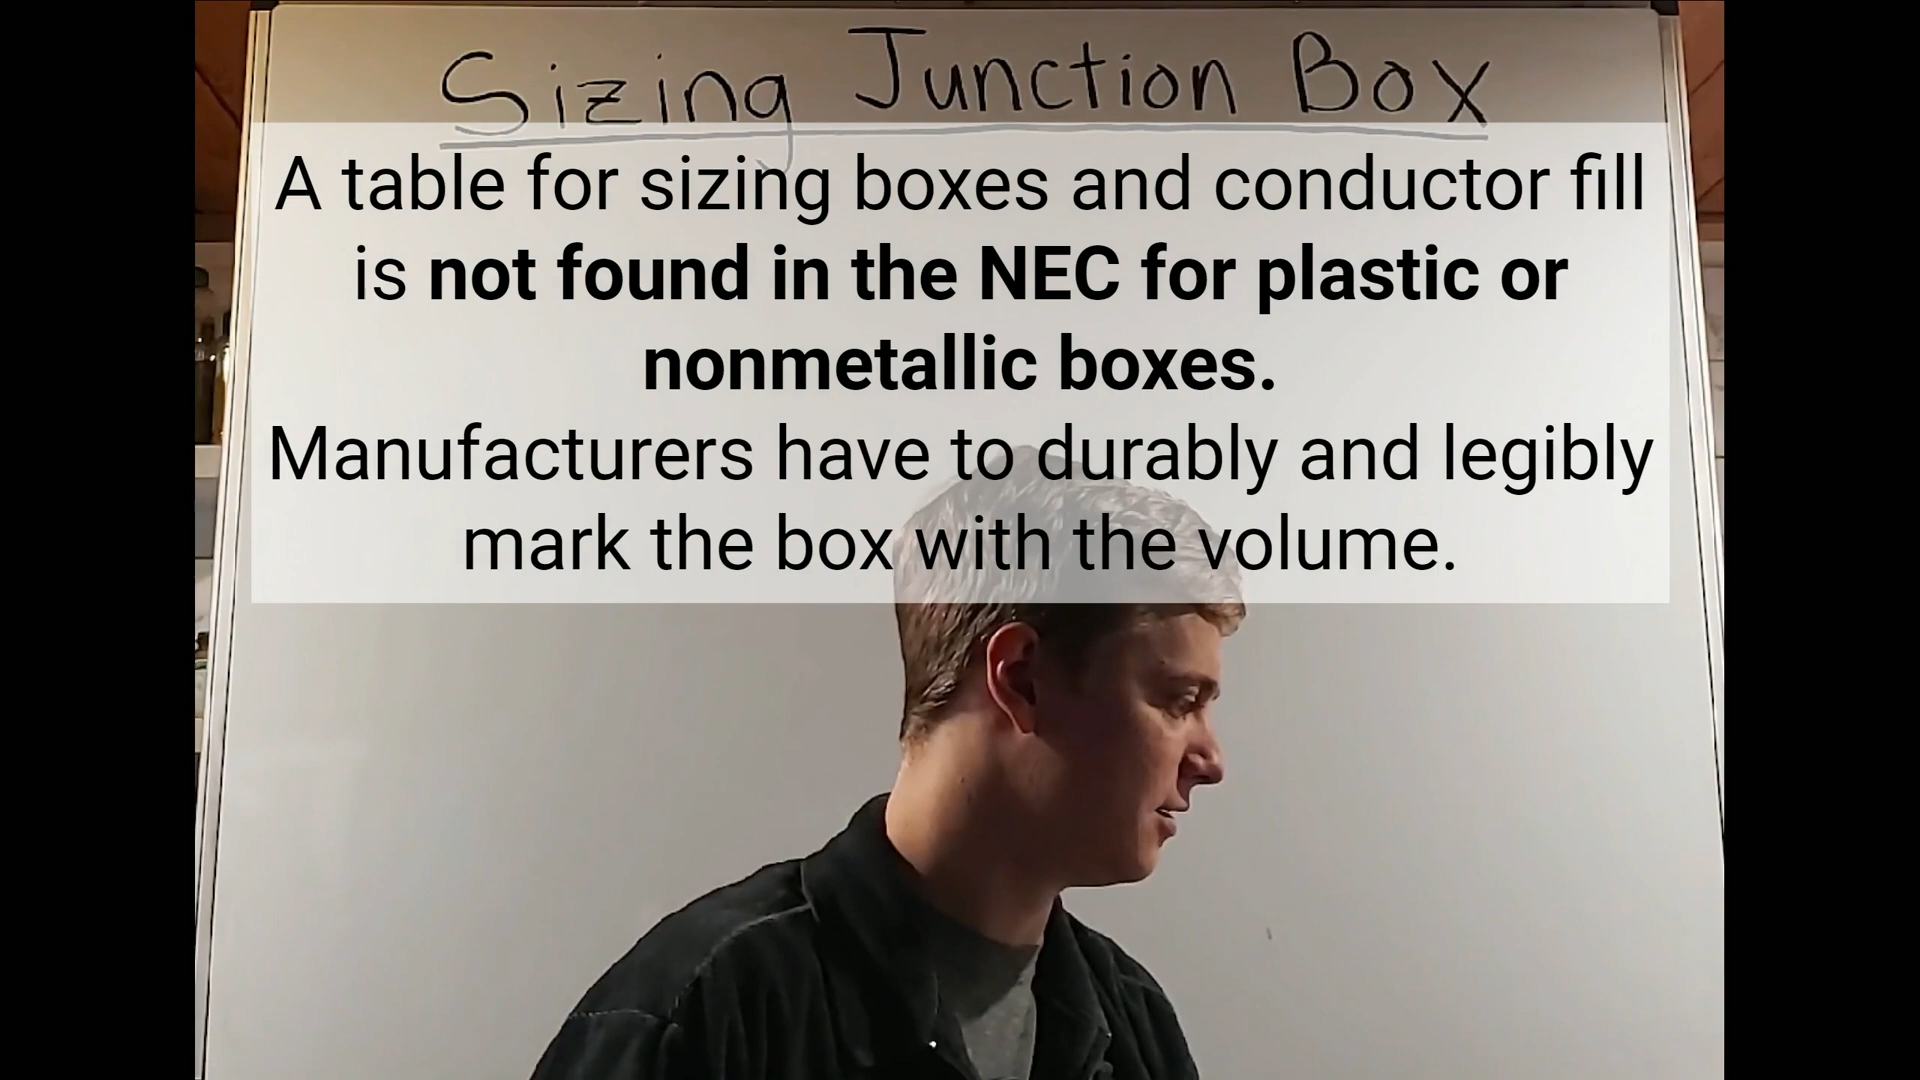 Sizing Junction Box
A table for sizing boxes and conductor fill
is not found in the NEC for plastic or
nonmetallic boxes.
Manufacturers have to durably and legibly
mark the box with the volume.